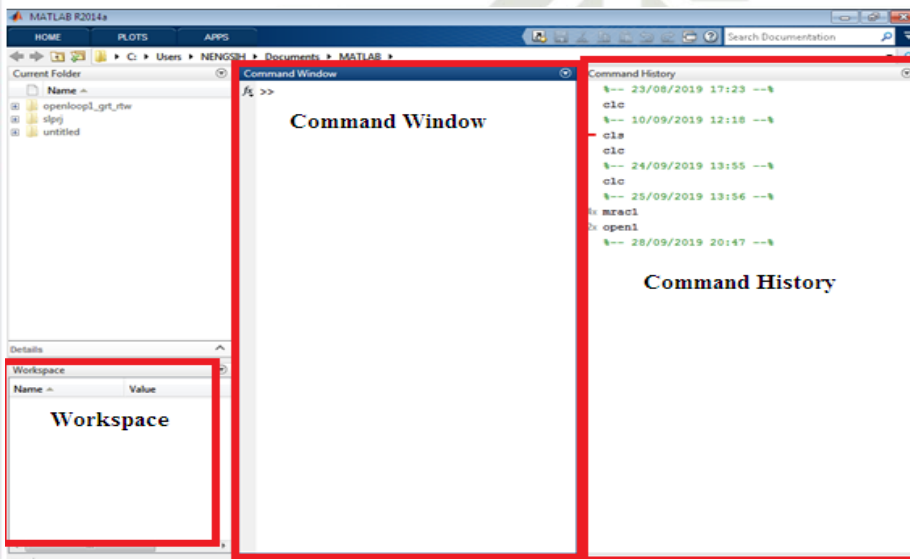 MATLAB R2014a
HOME PLOTS APPS Search Documentation
C: Users NENGSIH Documents MATLAB
Current Folder
Name
openloop1_grt_rtw
slprj
untitled
Details
Workspace
Name Value
Workspace
Command Window
fx >>
Command Window
Command History
%-- 23/08/2019 17:23 --%
clc
%-- 10/09/2019 12:18 --%
cls
clc
%-- 24/09/2019 13:55 --%
clc
%-- 25/09/2019 13:56 --%
4x mrac1
2x open1
%-- 28/09/2019 20:47 --%
Command History